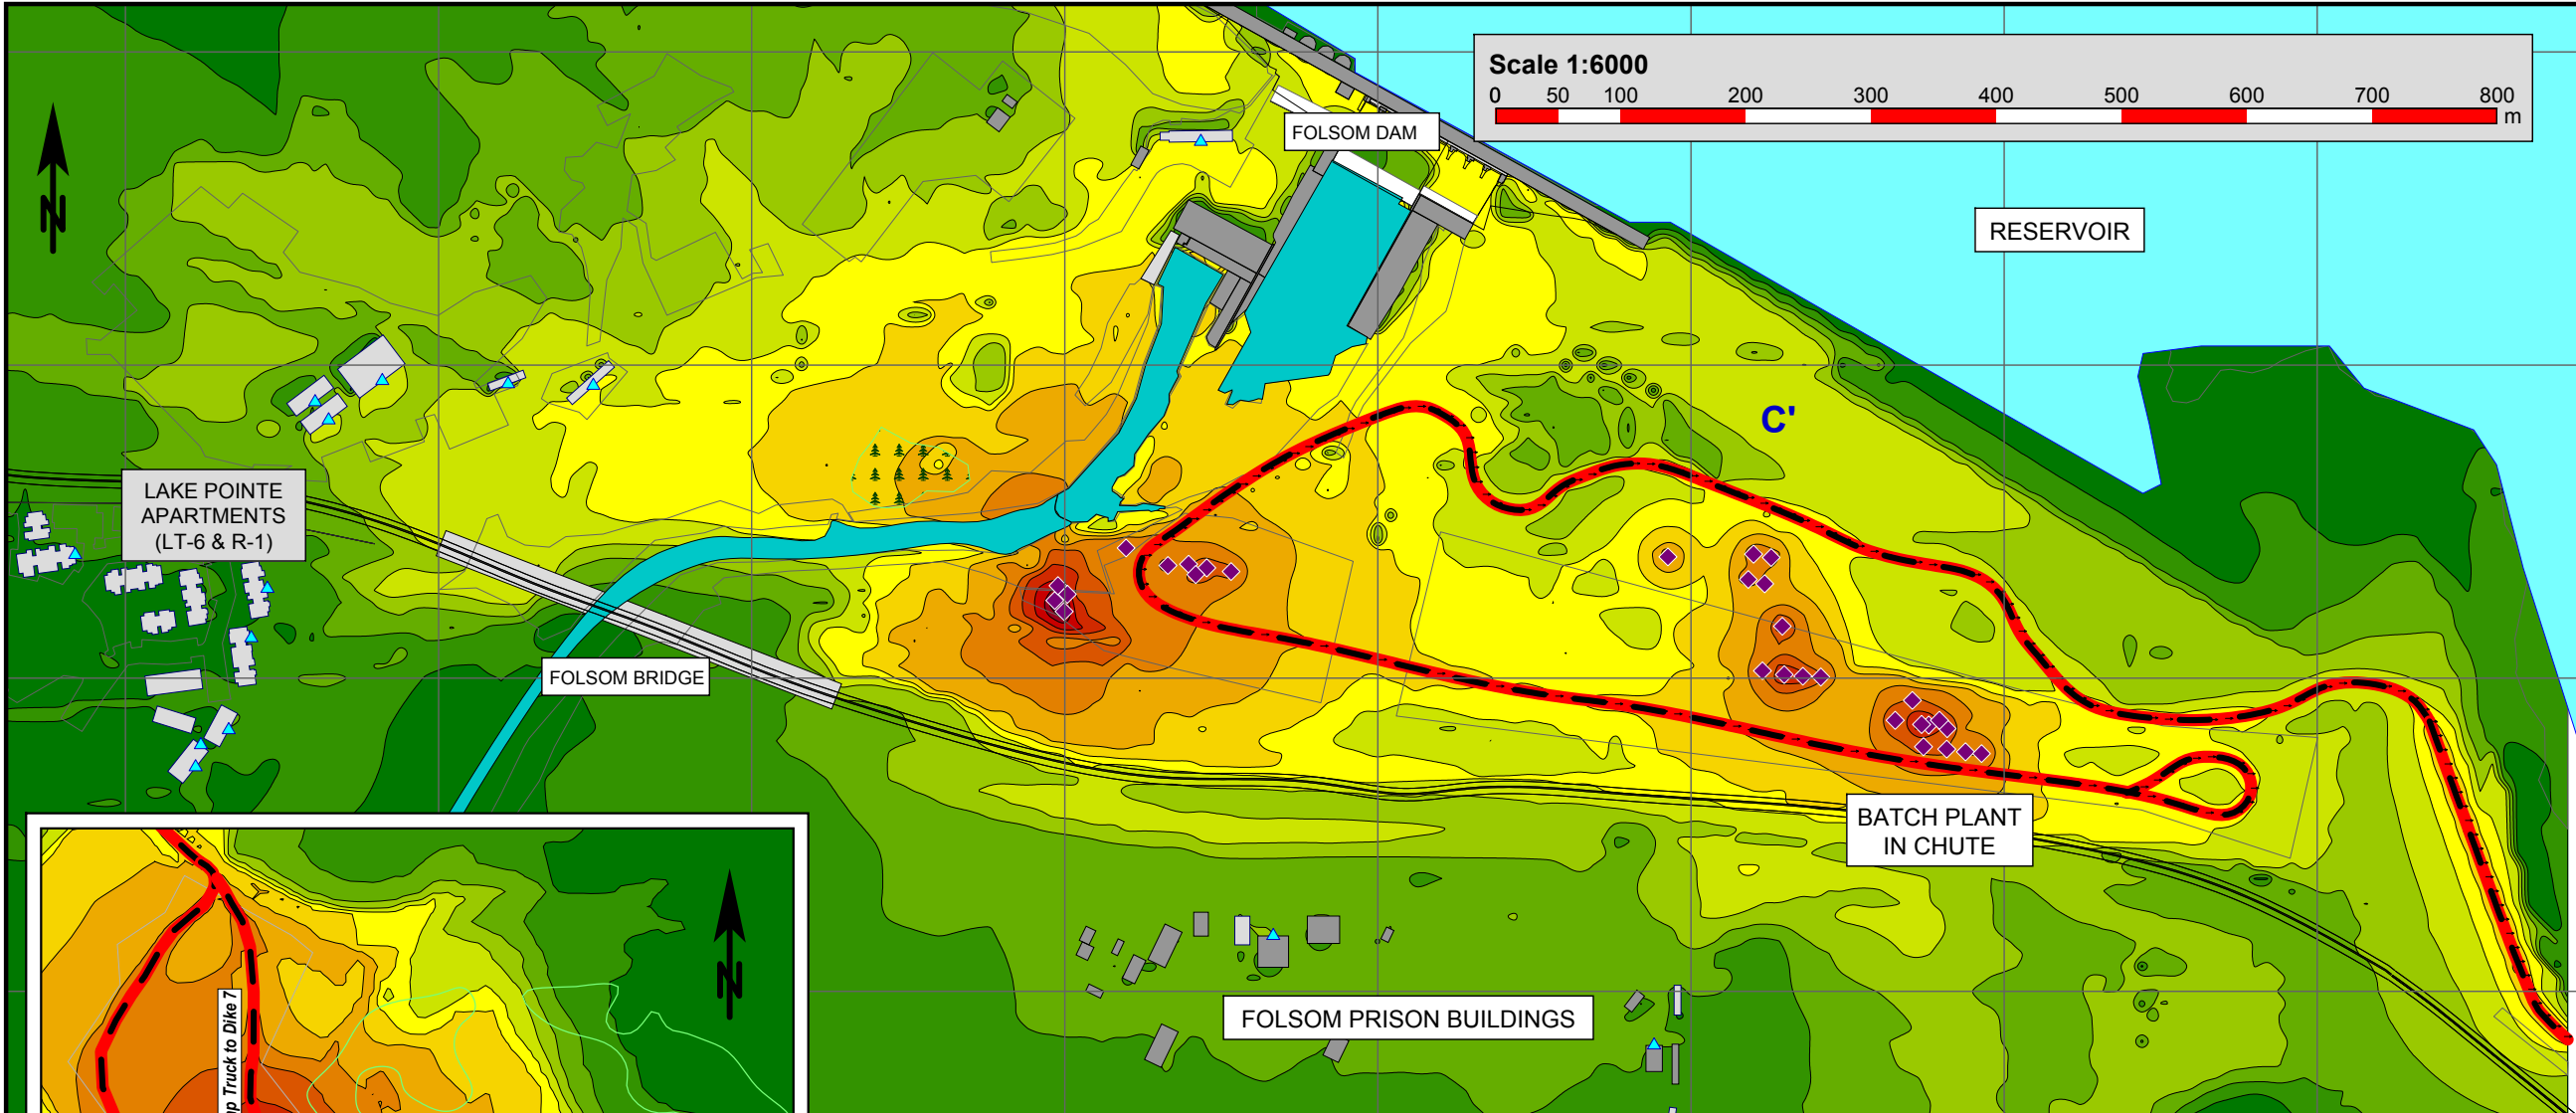 Scale 1:6000
0 50 100 200 300 400 500 600 700 800
m
FOLSOM DAM
RESERVOIR
N
C'
LAKE POINTE
APARTMENTS
(LT-6 & R-1)
FOLSOM BRIDGE
BATCH PLANT
IN CHUTE
N
Truck to Dike 7
FOLSOM PRISON BUILDINGS